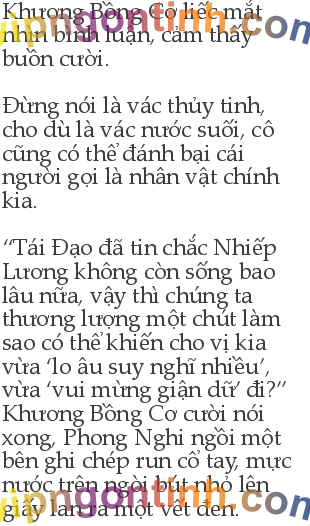 Khương Bồng Cơ liếc mắt
nhìn bình luận, cảm thấy
buồn cười.
Đừng nói là vác thủy tinh,
cho dù là vác nước suối, cô
cũng có thể đánh bại cái
người gọi là nhân vật chính
kia.
“Tái Đạo đã tin chắc Nhiếp
Lương không còn sống bao
lâu nữa, vậy thì chúng ta
thương lượng một chút làm
sao có thể khiến cho vị kia
vừa ‘lo âu suy nghĩ nhiều’,
vừa ‘vui mừng giận dữ’ đi?”
Khương Bồng Cơ cười nói
xong, Phong Nghi ngồi một
bên ghi chép run cổ tay, mực
nước trên ngòi bút nhỏ lên
giấy lan ra một vết đen.
vipngontinh.com
vipngontinh.com